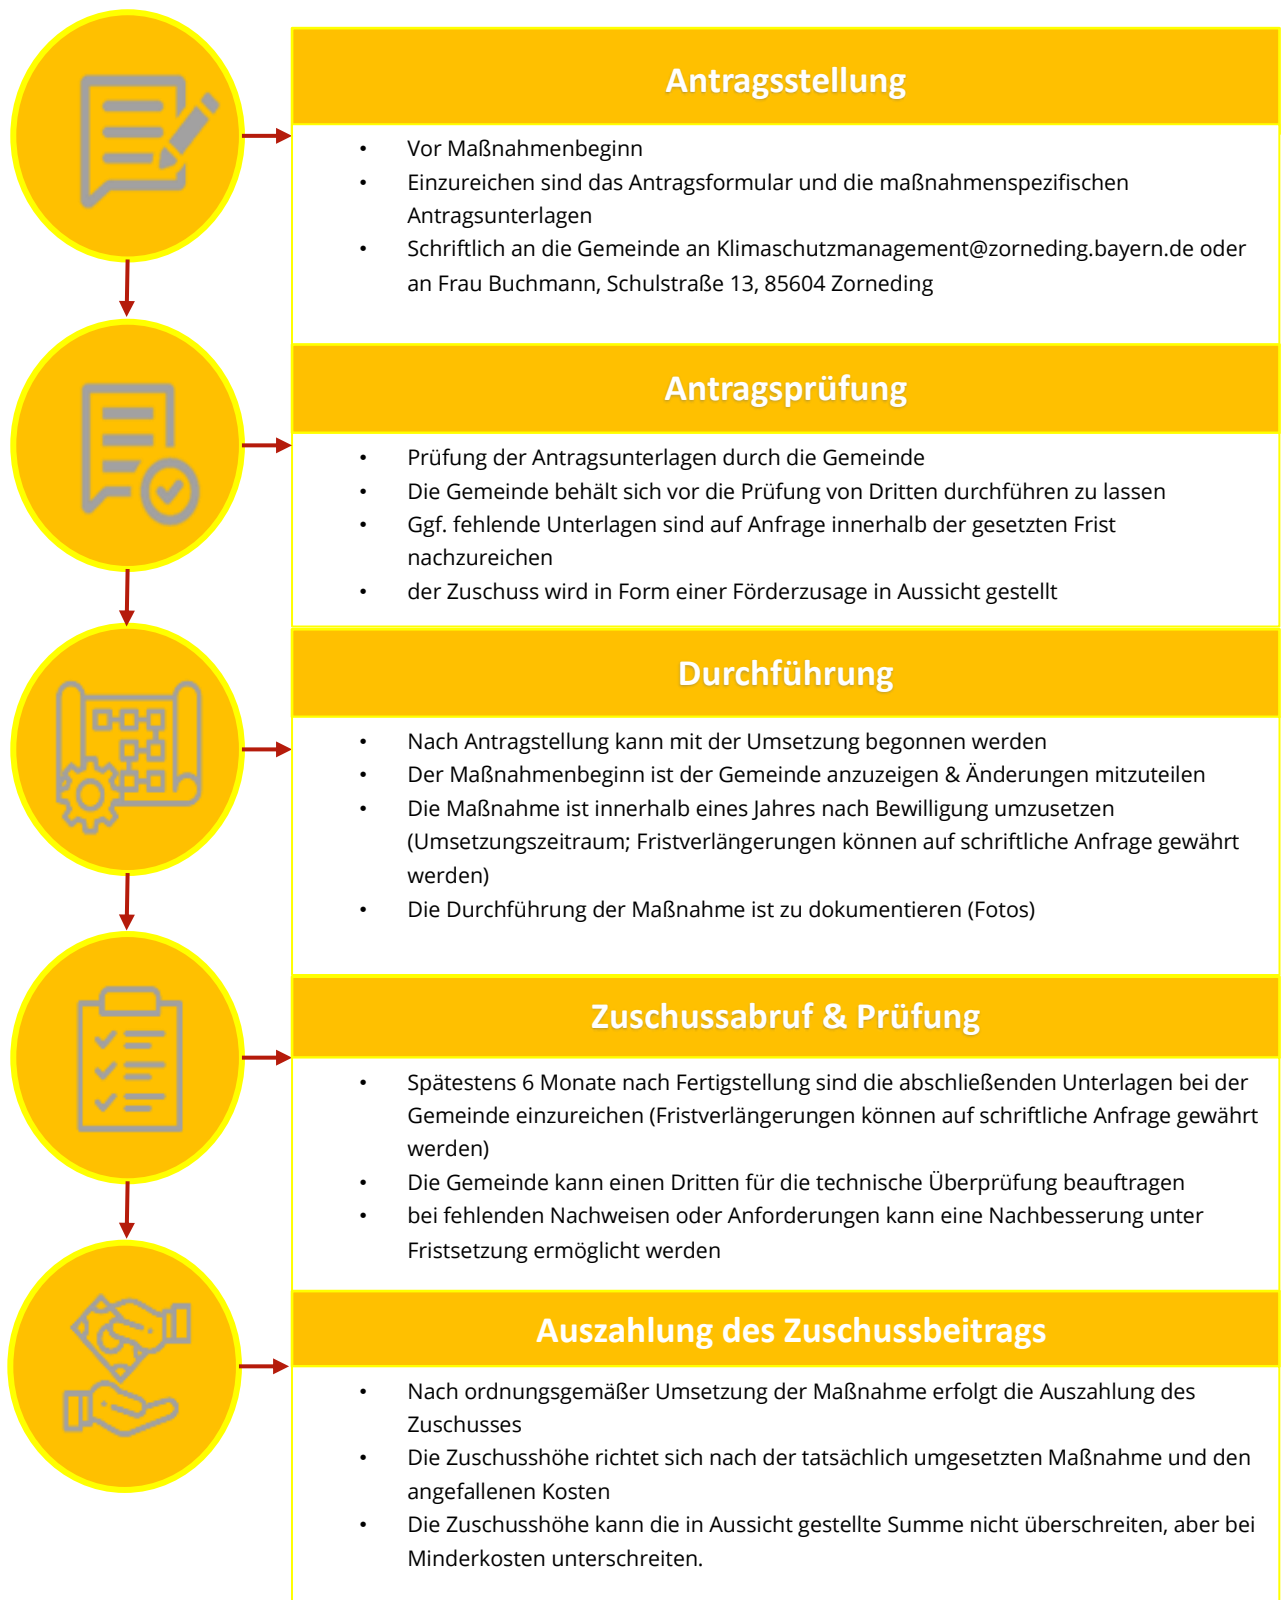 Antragsstellung
• Vor Maßnahmenbeginn
• Einzureichen sind das Antragsformular und die maßnahmenspezifischen
Antragsunterlagen
• Schriftlich an die Gemeinde an Klimaschutzmanagement@zorneding.bayern.de oder
an Frau Buchmann, Schulstraße 13, 85604 Zorneding
Antragsprüfung
• Prüfung der Antragsunterlagen durch die Gemeinde
• Die Gemeinde behält sich vor die Prüfung von Dritten durchführen zu lassen
• Ggf. fehlende Unterlagen sind auf Anfrage innerhalb der gesetzten Frist
nachzureichen
• der Zuschuss wird in Form einer Förderzusage in Aussicht gestellt
Durchführung
• Nach Antragstellung kann mit der Umsetzung begonnen werden
• Der Maßnahmenbeginn ist der Gemeinde anzuzeigen & Änderungen mitzuteilen
• Die Maßnahme ist innerhalb eines Jahres nach Bewilligung umzusetzen
(Umsetzungszeitraum; Fristverlängerungen können auf schriftliche Anfrage gewährt
werden)
• Die Durchführung der Maßnahme ist zu dokumentieren (Fotos)
Zuschussabruf & Prüfung
• Spätestens 6 Monate nach Fertigstellung sind die abschließenden Unterlagen bei der
Gemeinde einzureichen (Fristverlängerungen können auf schriftliche Anfrage gewährt
werden)
• Die Gemeinde kann einen Dritten für die technische Überprüfung beauftragen
• bei fehlenden Nachweisen oder Anforderungen kann eine Nachbesserung unter
Fristsetzung ermöglicht werden
Auszahlung des Zuschussbeitrags
• Nach ordnungsgemäßer Umsetzung der Maßnahme erfolgt die Auszahlung des
Zuschusses
• Die Zuschusshöhe richtet sich nach der tatsächlich umgesetzten Maßnahme und den
angefallenen Kosten
• Die Zuschusshöhe kann die in Aussicht gestellte Summe nicht überschreiten, aber bei
Minderkosten unterschreiten.